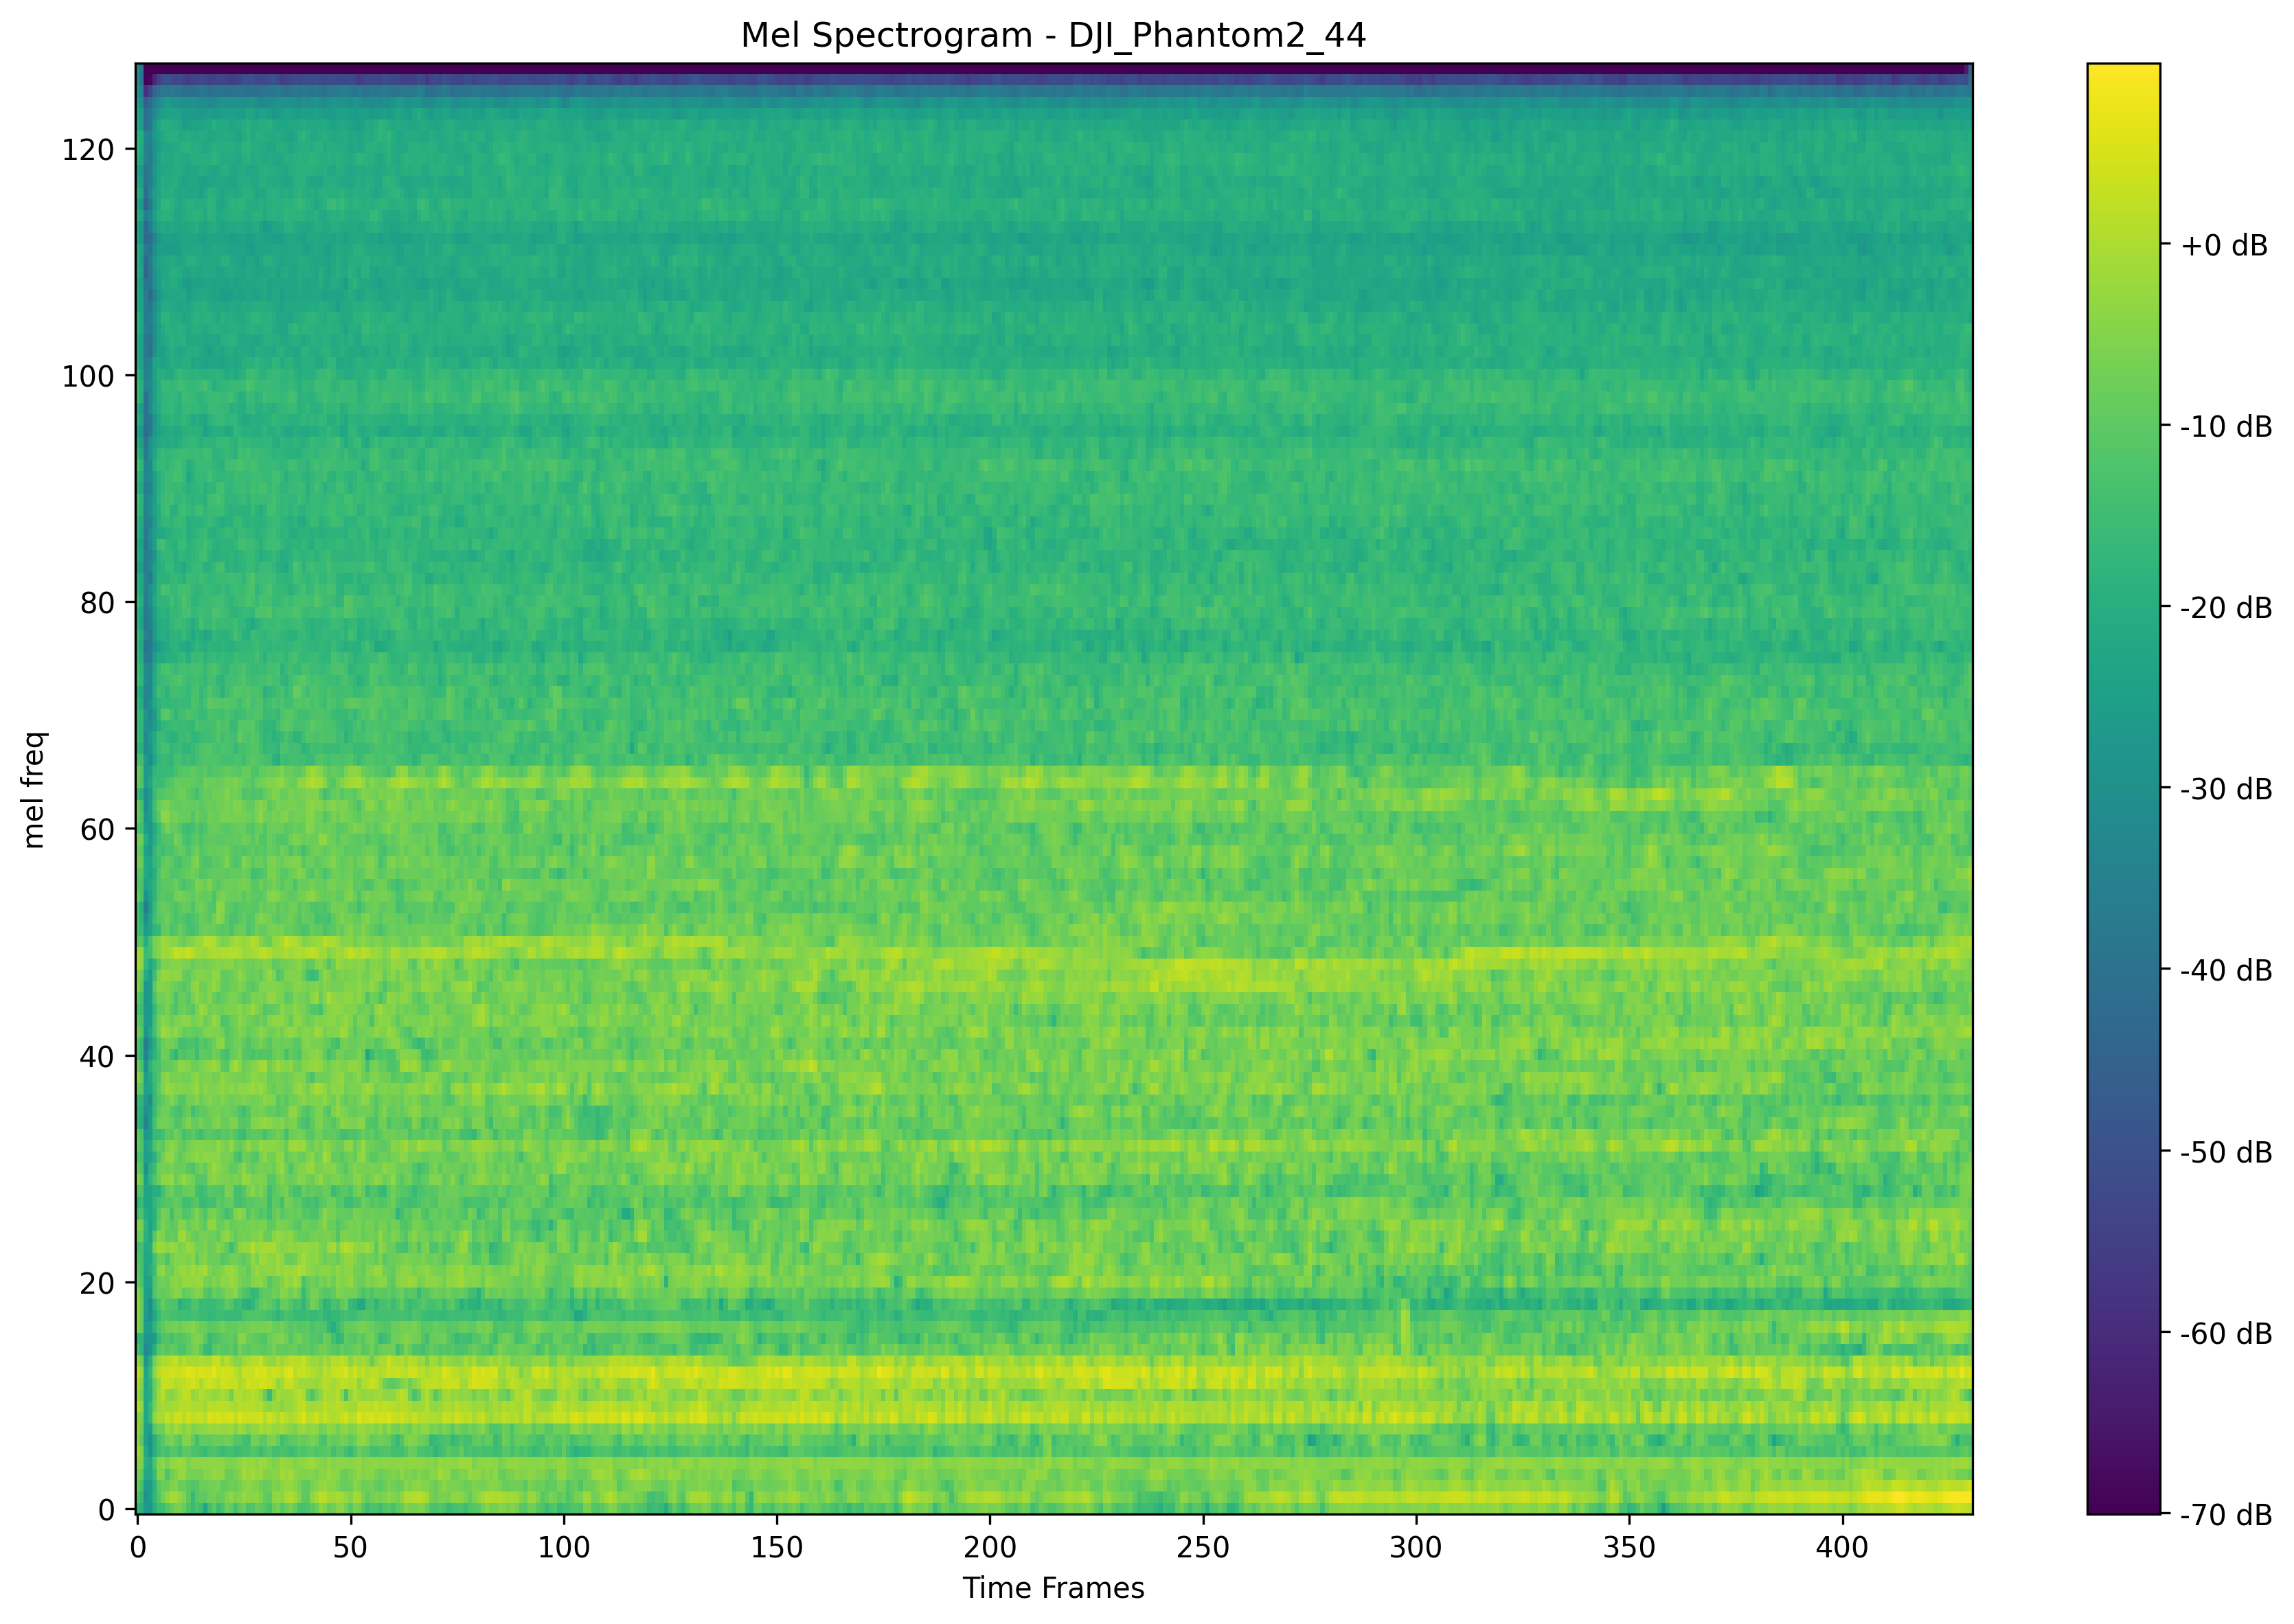 Mel Spectrogram - DJI_Phantom2_44
mel freq
120
100
80
60
40
20
0
0 50 100 150 200 250 300 350 400
Time Frames
+0 dB
-10 dB
-20 dB
-30 dB
-40 dB
-50 dB
-60 dB
-70 dB